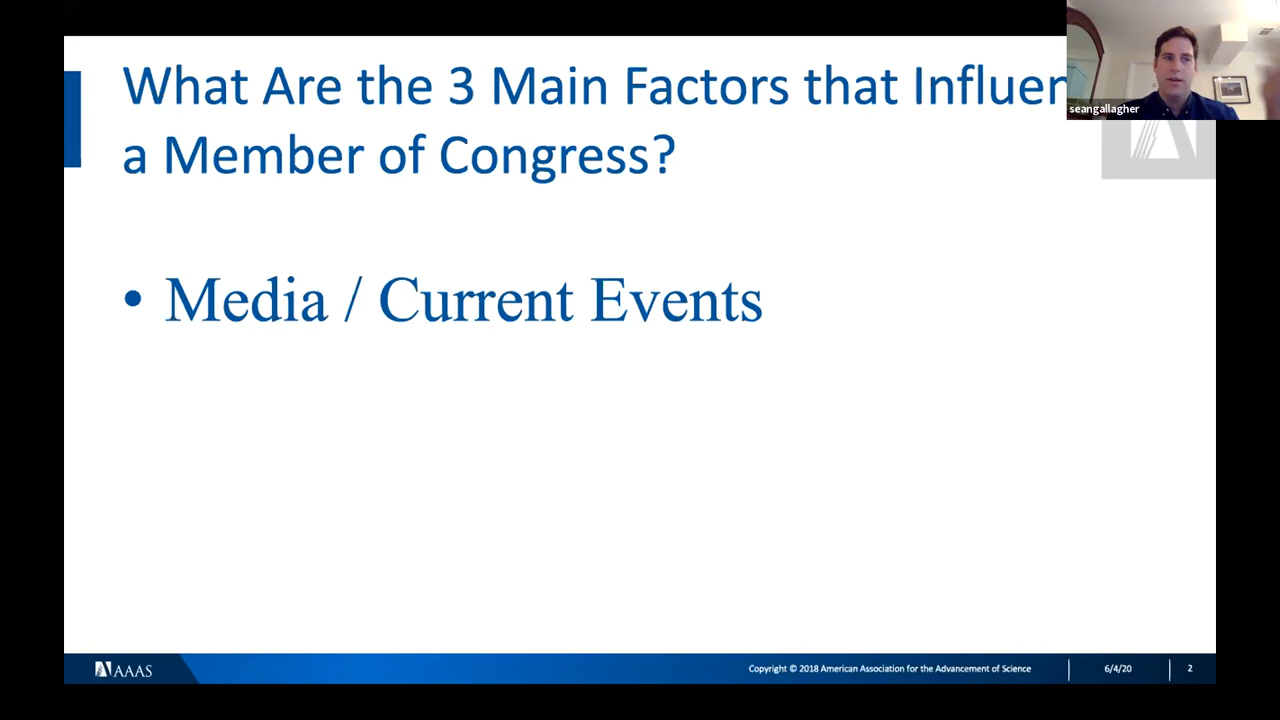 What Are the 3 Main Factors that Influen
a Member of Congress?
seangallagher
• Media / Current Events
AAAS
Copyright © 2018 American Association for the Advancement of Science
6/4/20
2